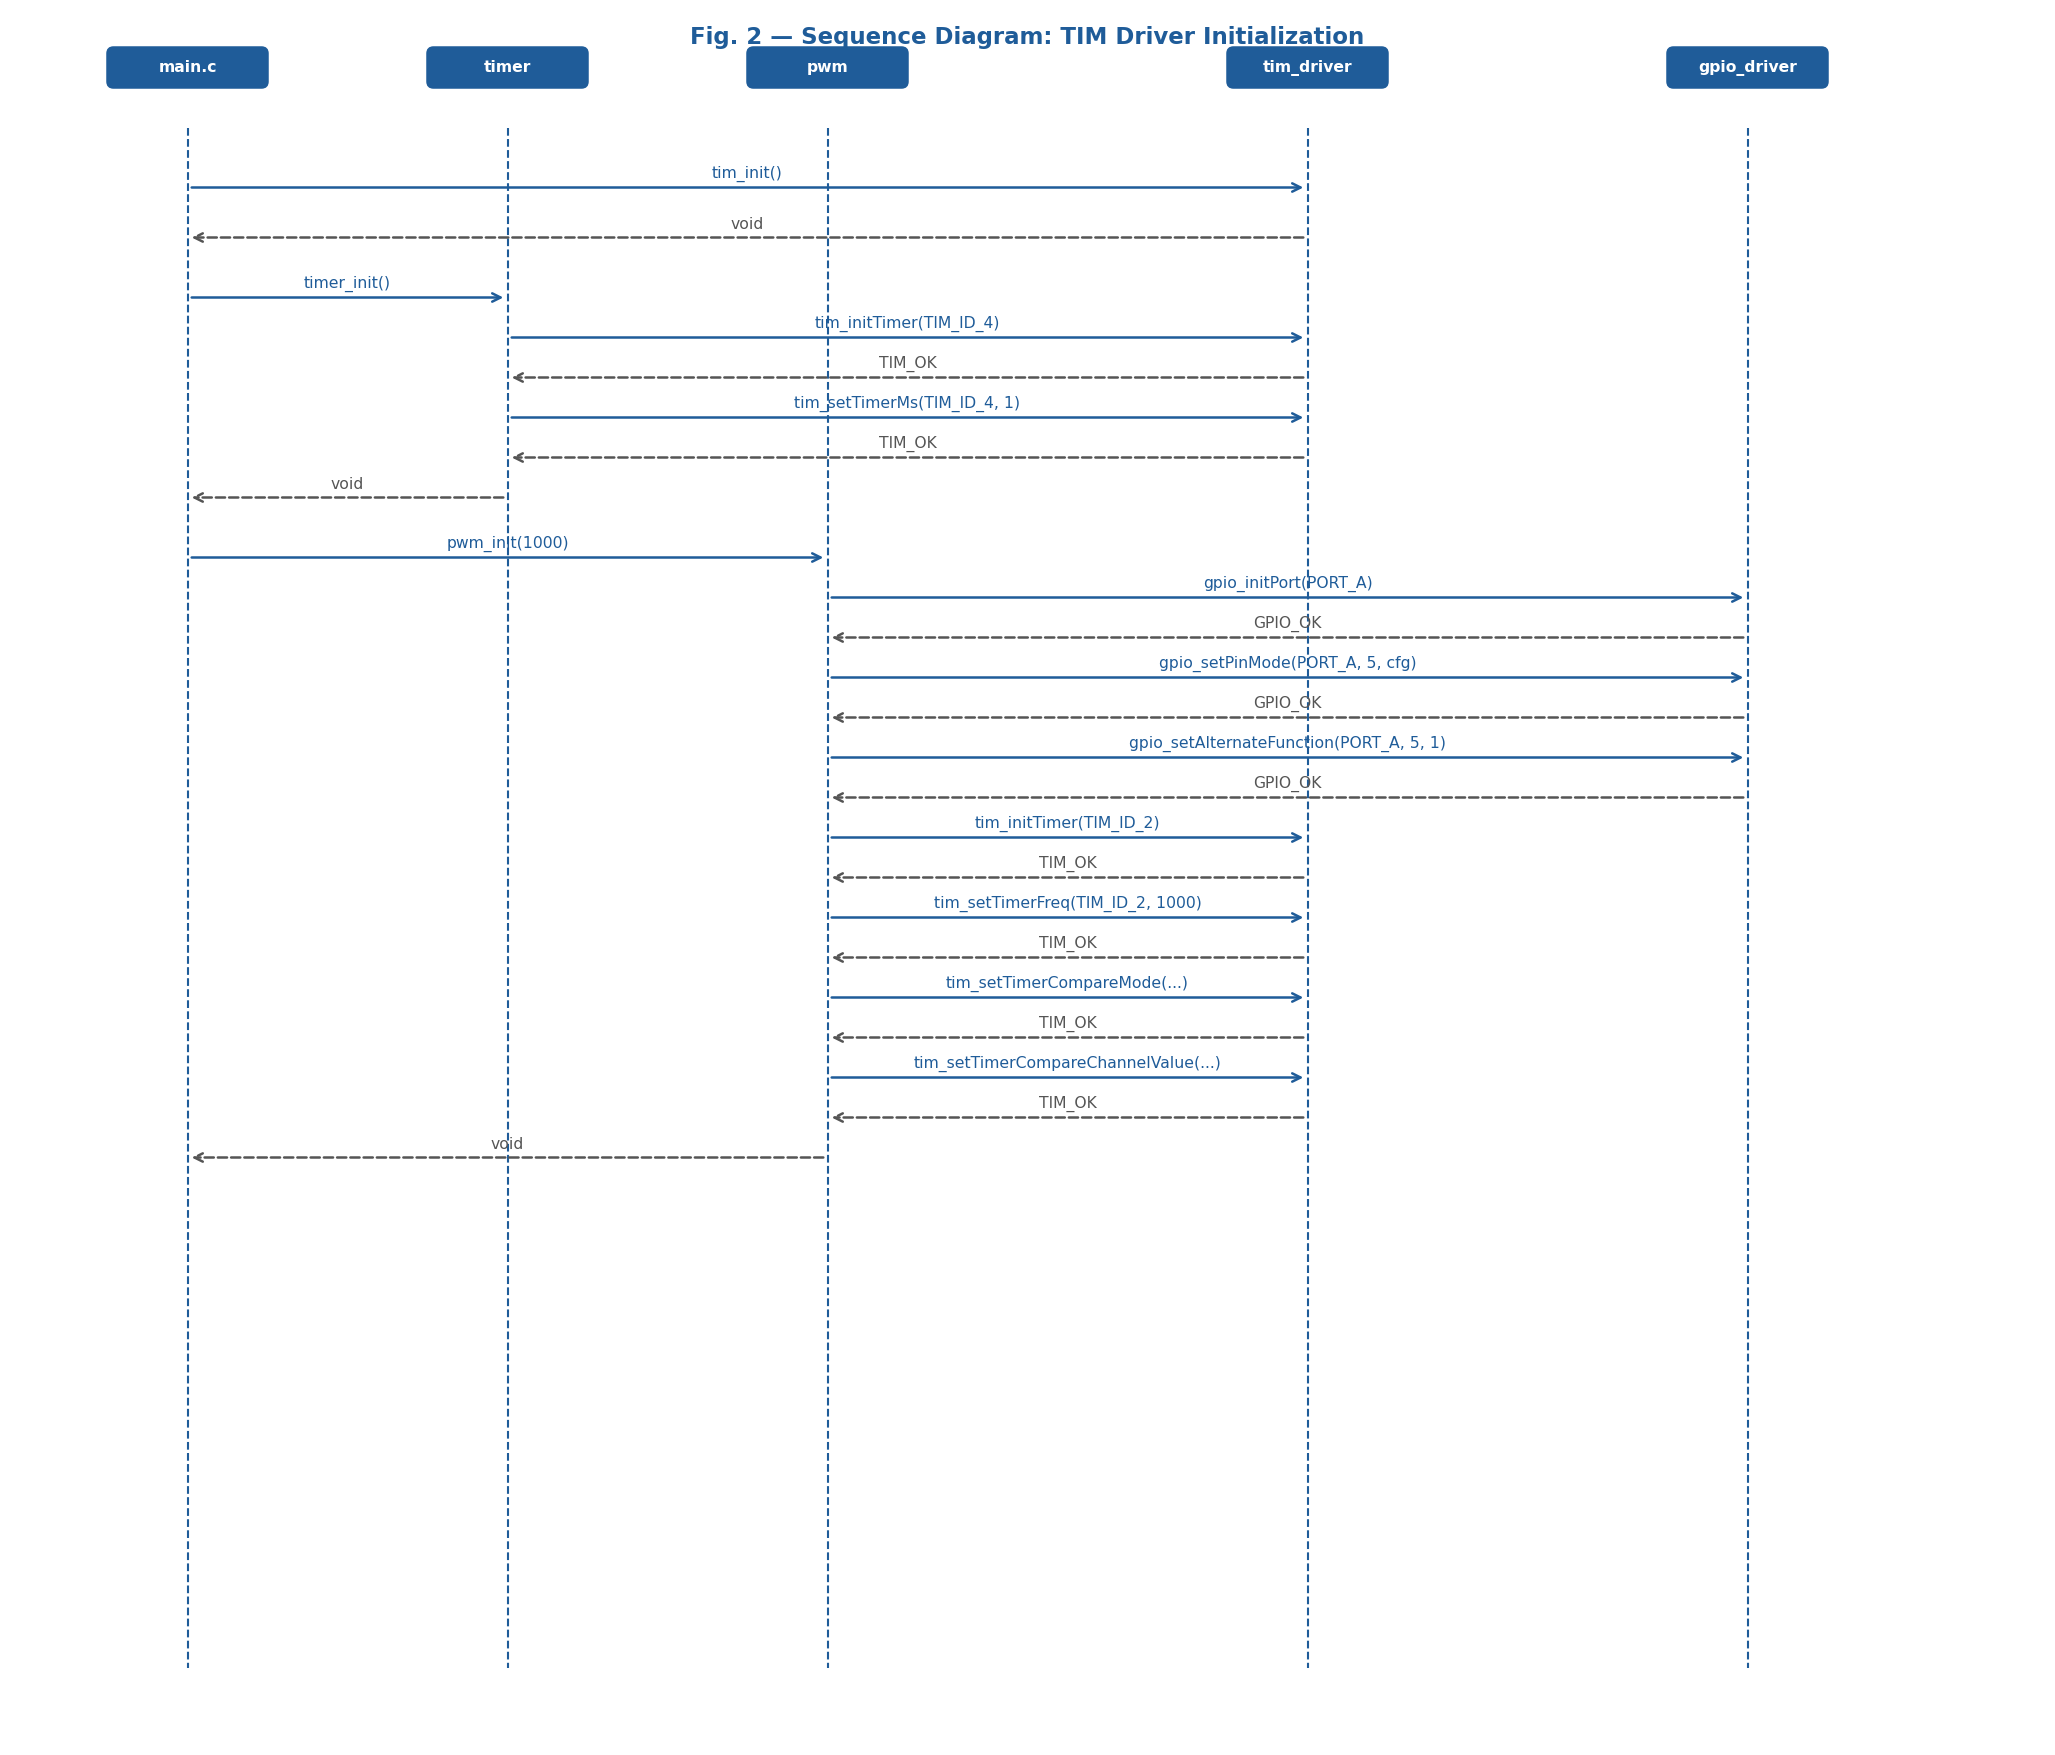 Fig. 2 — Sequence Diagram: TIM Driver Initialization
main.c
timer
pwm
tim_driver
gpio_driver
tim_init()
void
timer_init()
tim_initTimer(TIM_ID_4)
TIM_OK
tim_setTimerMs(TIM_ID_4, 1)
TIM_OK
void
pwm_init(1000)
gpio_initPort(PORT_A)
GPIO_OK
gpio_setPinMode(PORT_A, 5, cfg)
GPIO_OK
gpio_setAlternateFunction(PORT_A, 5, 1)
GPIO_OK
tim_initTimer(TIM_ID_2)
TIM_OK
tim_setTimerFreq(TIM_ID_2, 1000)
TIM_OK
tim_setTimerCompareMode(...)
TIM_OK
tim_setTimerCompareChannelValue(...)
TIM_OK
void